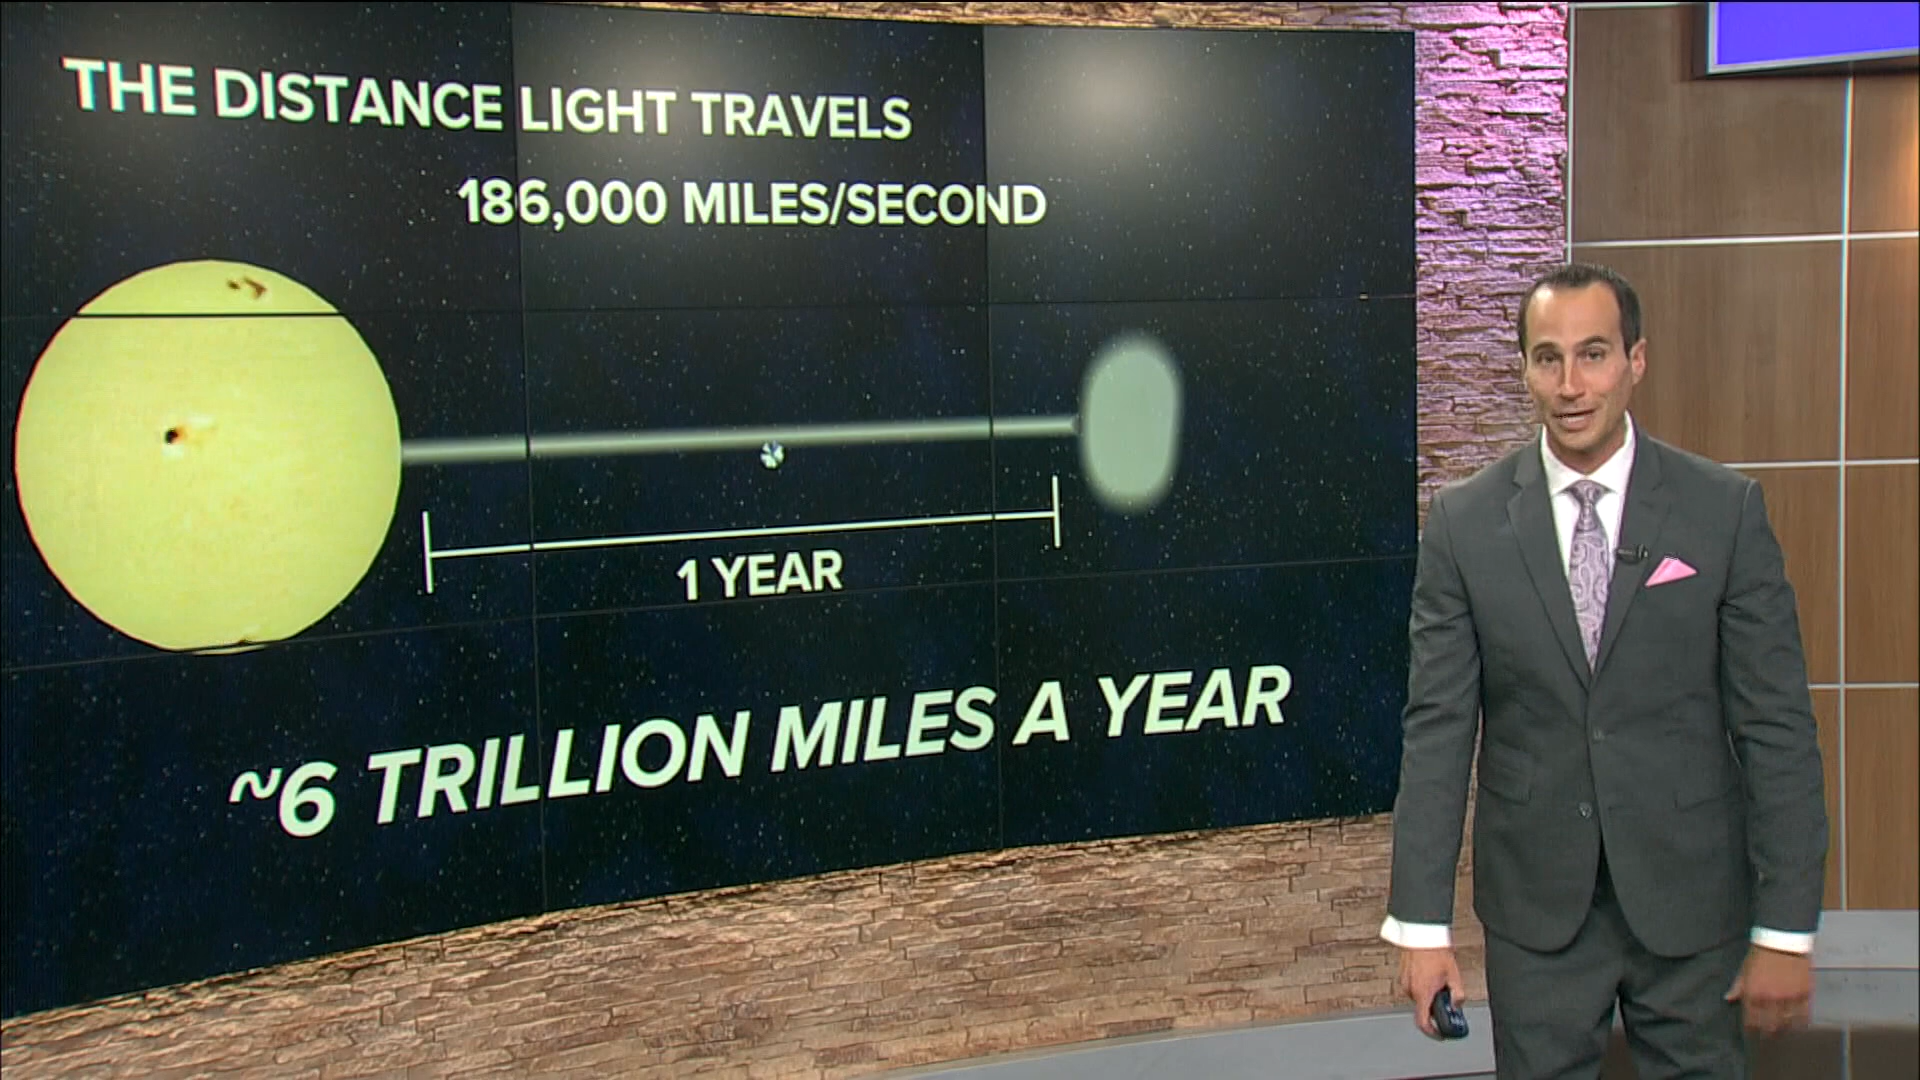 THE DISTANCE LIGHT TRAVELS
186,000 MILES/SECOND
1 YEAR
~6 TRILLION MILES A YEAR